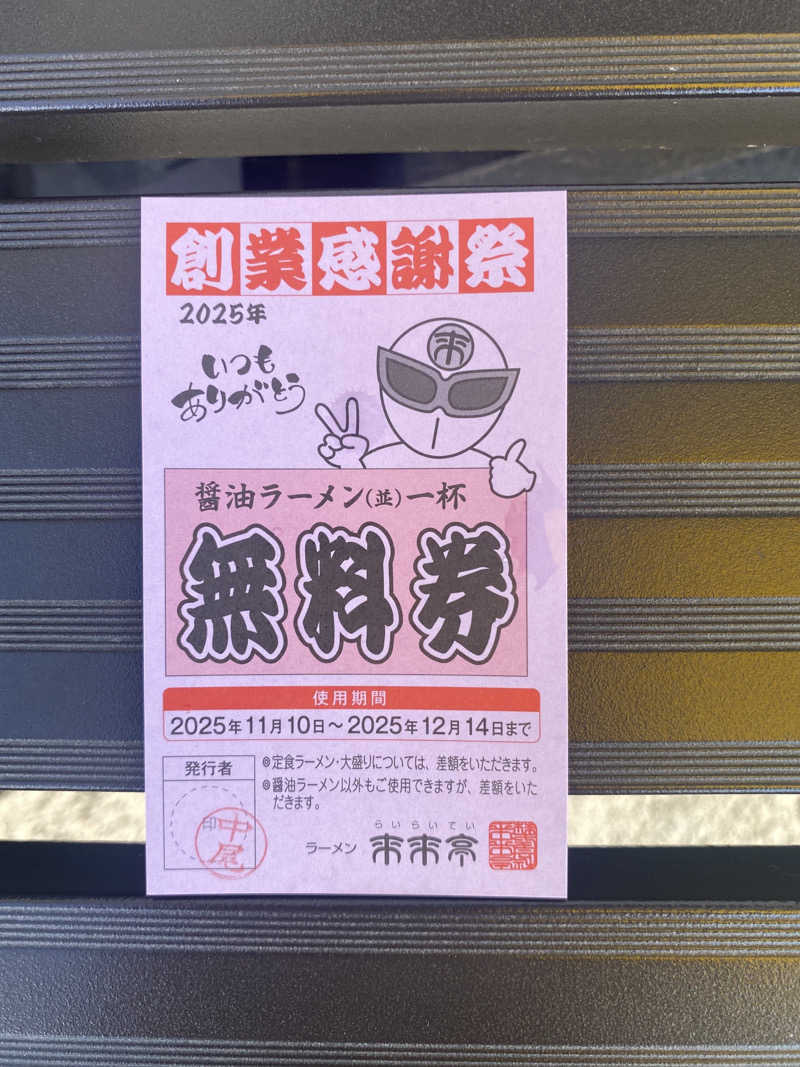 創業感謝祭
2025年
来
いつも
ありがとう
醤油ラーメン(並)一杯
無料券
使用期間
2025年11月10日～2025年12月14日まで
発行者
印
中尾
◎定食ラーメン・大盛りについては、差額をいただきます。
◎醤油ラーメン以外もご使用できますが、差額をいた
だきます。
らいらいてい
ラーメン 来来亭